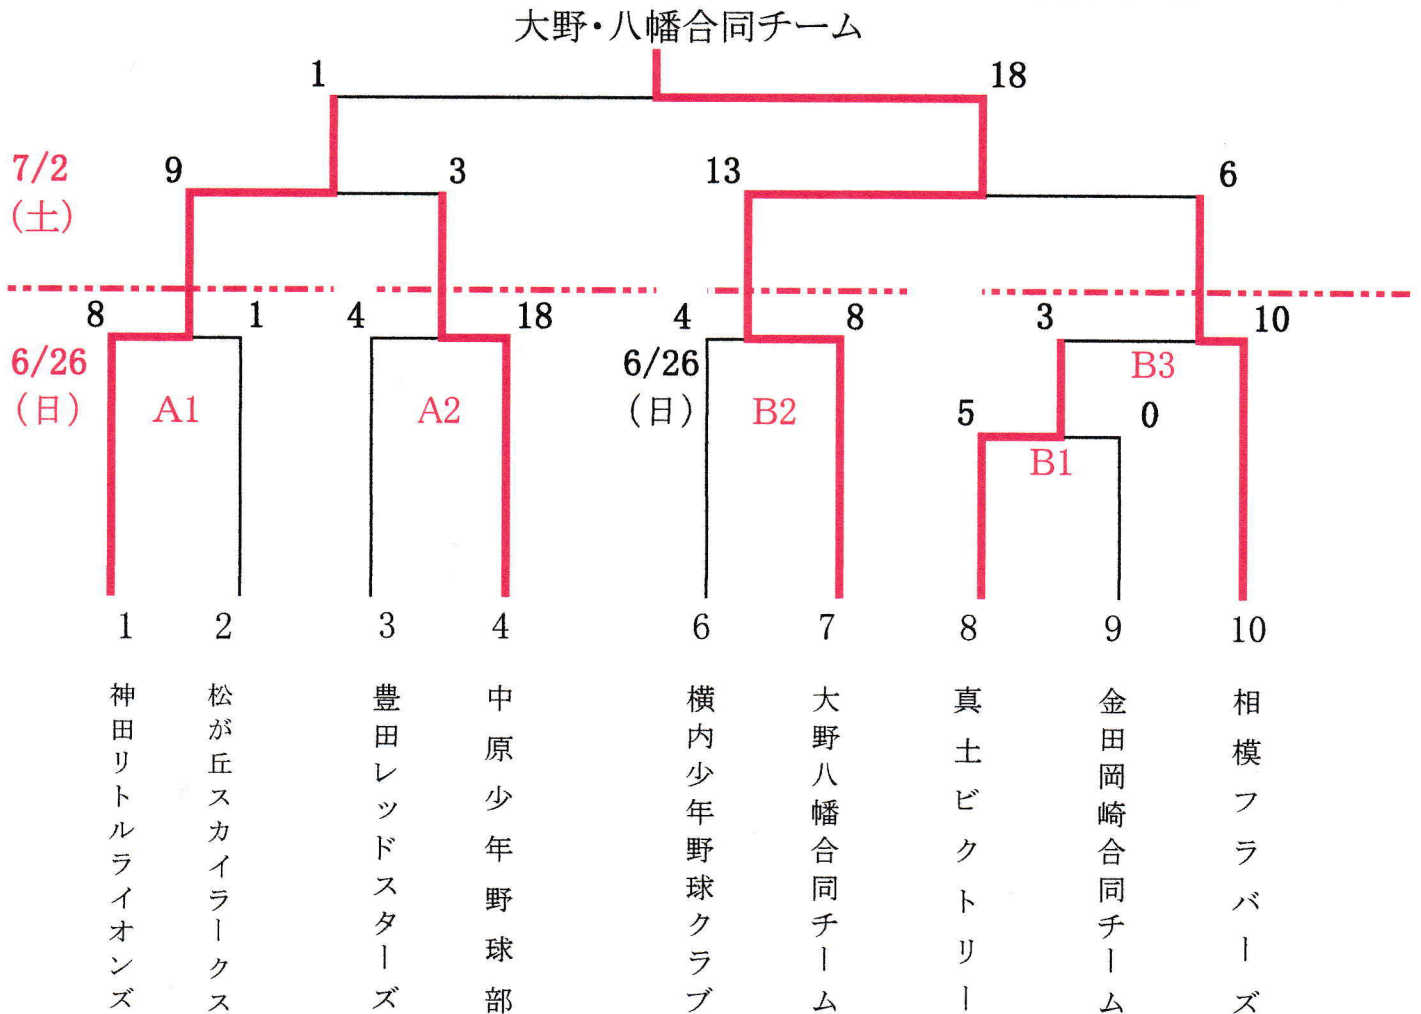 大野・八幡合同チーム
1
18
7/2
(土)
9
3
13
6
8
1
4
18
4
8
3
10
6/26
(日)
A1
A2
6/26
(日)
B2
B3
5
0
B1
1
2
3
4
6
7
8
9
10
神田リトルライオンズ
松が丘スカイラークス
豊田レッドスターズ
中原少年野球部
横内少年野球クラブ
大野八幡合同チーム
真土ビクトリー
金田岡崎合同チーム
相模フラバーズ